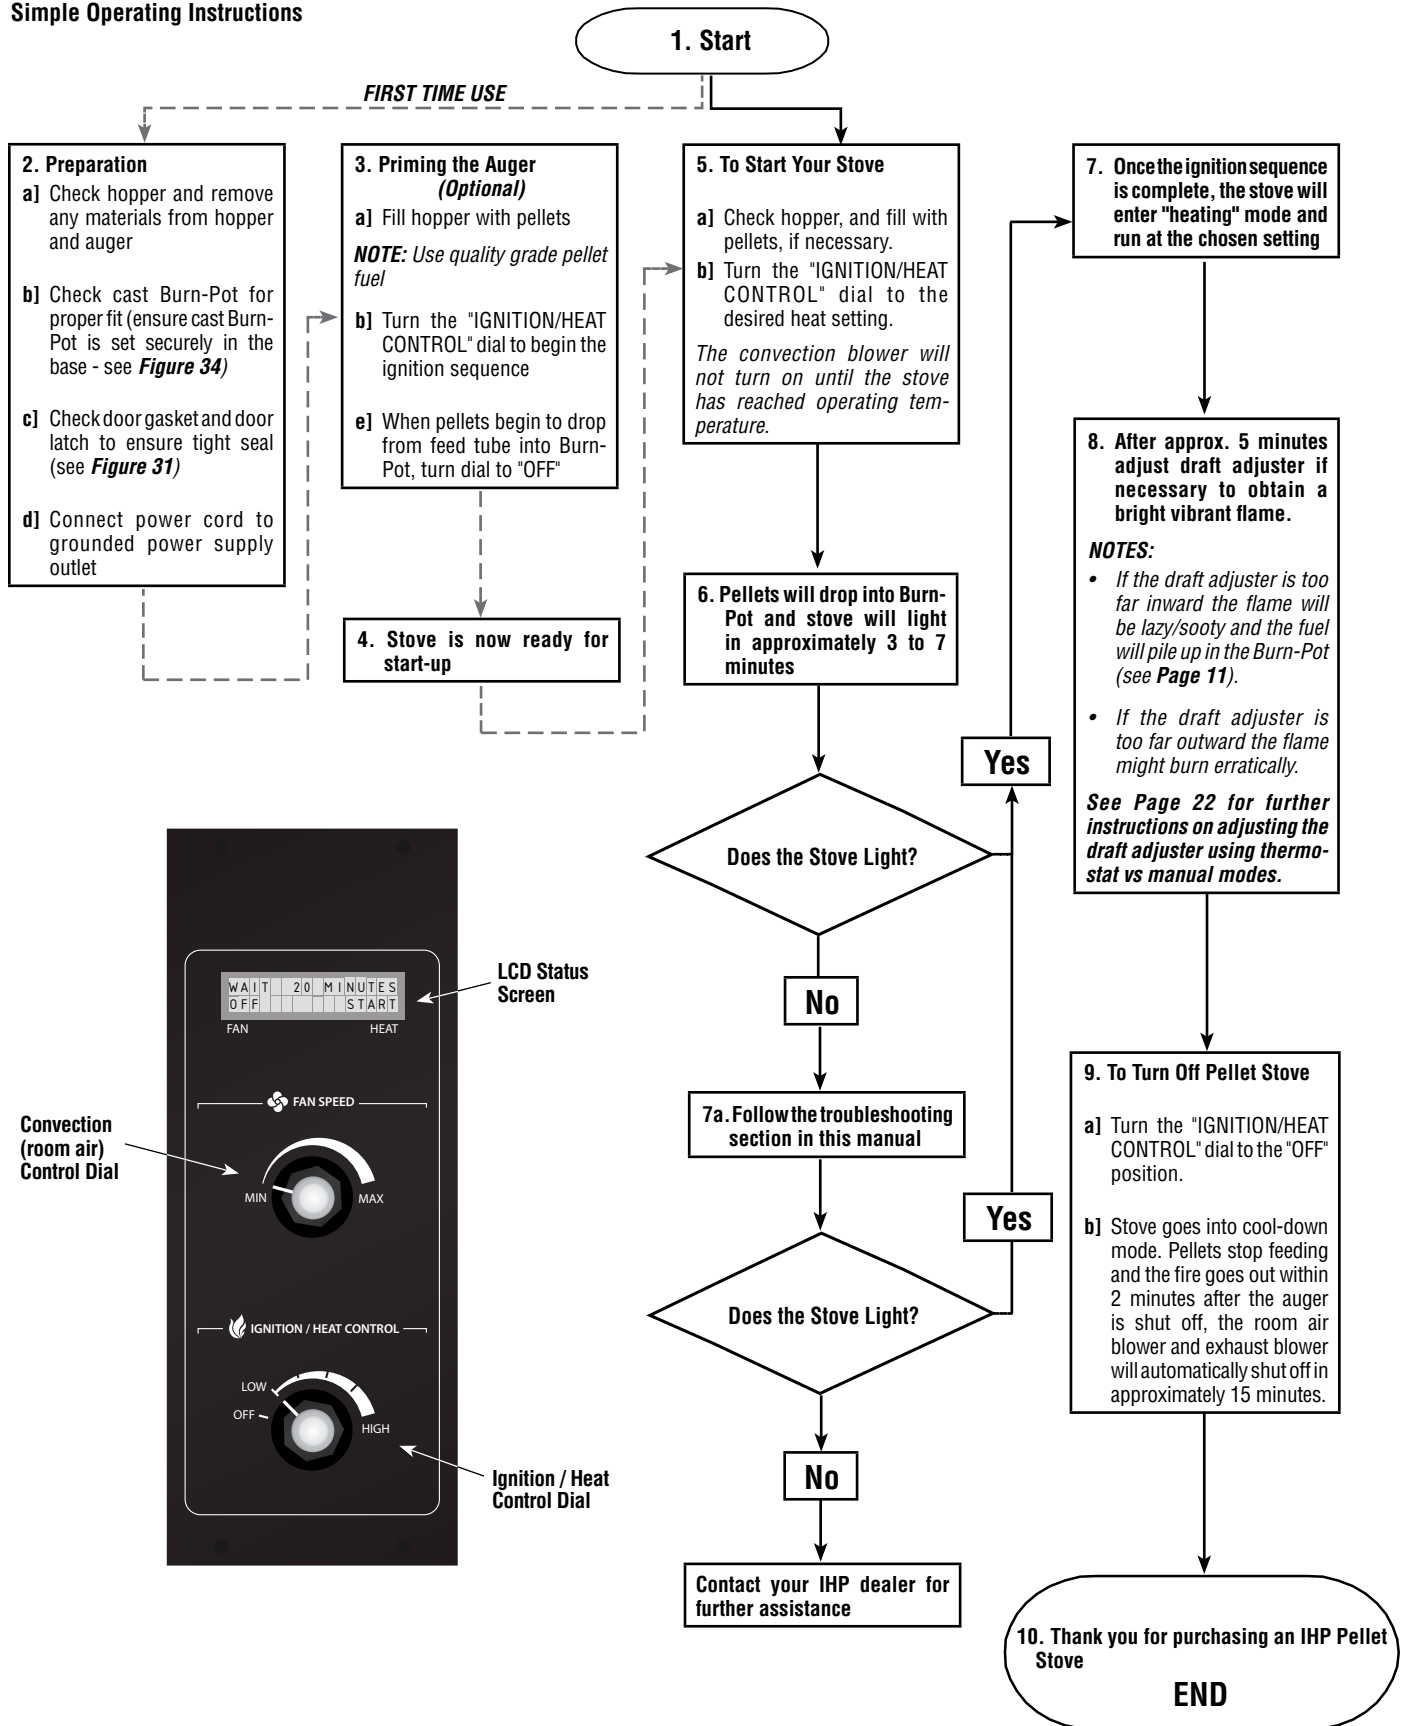 Simple Operating Instructions
1. Start
FIRST TIME USE
2. Preparation
a] Check hopper and remove
any materials from hopper
and auger
b] Check cast Burn-Pot for
proper fit (ensure cast Burn-
Pot is set securely in the
base - see Figure 34)
c] Check door gasket and door
latch to ensure tight seal
(see Figure 31)
d] Connect power cord to
grounded power supply
outlet
3. Priming the Auger
(Optional)
a] Fill hopper with pellets
NOTE: Use quality grade pellet
fuel
b] Turn the "IGNITION/HEAT
CONTROL" dial to begin the
ignition sequence
e] When pellets begin to drop
from feed tube into Burn-
Pot, turn dial to "OFF"
4. Stove is now ready for
start-up
5. To Start Your Stove
a] Check hopper, and fill with
pellets, if necessary.
b] Turn the "IGNITION/HEAT
CONTROL" dial to the
desired heat setting.
The convection blower will
not turn on until the stove
has reached operating tem-
perature.
6. Pellets will drop into Burn-
Pot and stove will light
in approximately 3 to 7
minutes
Does the Stove Light?
Yes
No
7a. Follow the troubleshooting
section in this manual
Does the Stove Light?
Yes
No
Contact your IHP dealer for
further assistance
7. Once the ignition sequence
is complete, the stove will
enter "heating" mode and
run at the chosen setting
8. After approx. 5 minutes
adjust draft adjuster if
necessary to obtain a
bright vibrant flame.
NOTES:
• If the draft adjuster is too
far inward the flame will
be lazy/sooty and the fuel
will pile up in the Burn-Pot
(see Page 11).
• If the draft adjuster is
too far outward the flame
might burn erratically.
See Page 22 for further
instructions on adjusting the
draft adjuster using thermo-
stat vs manual modes.
9. To Turn Off Pellet Stove
a] Turn the "IGNITION/HEAT
CONTROL" dial to the "OFF"
position.
b] Stove goes into cool-down
mode. Pellets stop feeding
and the fire goes out within
2 minutes after the auger
is shut off, the room air
blower and exhaust blower
will automatically shut off in
approximately 15 minutes.
10. Thank you for purchasing an IHP Pellet
Stove
END
WAIT 20 MINUTES
OFF START
FAN HEAT
LCD Status
Screen
FAN SPEED
MIN MAX
Convection
(room air)
Control Dial
IGNITION / HEAT CONTROL
LOW
OFF
HIGH
Ignition / Heat
Control Dial